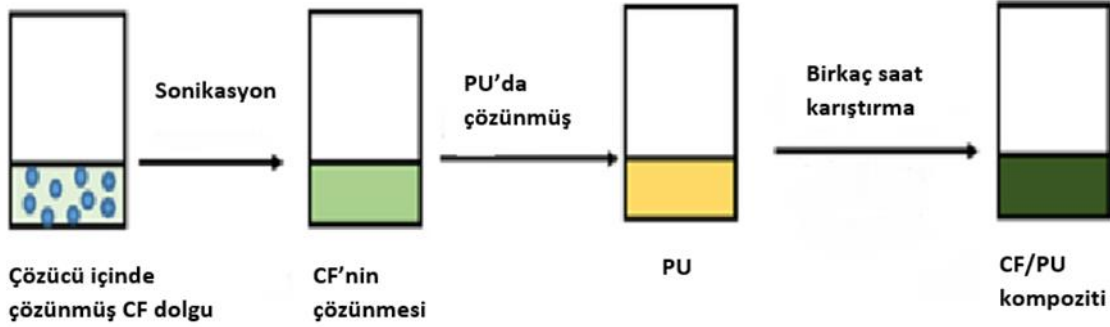 Sonikasyon
PU’da
çözünmüş
Birkaç saat
karıştırma
Çözücü içinde
çözünmüş CF dolgu
CF’nin
çözünmesi
PU
CF/PU
kompoziti